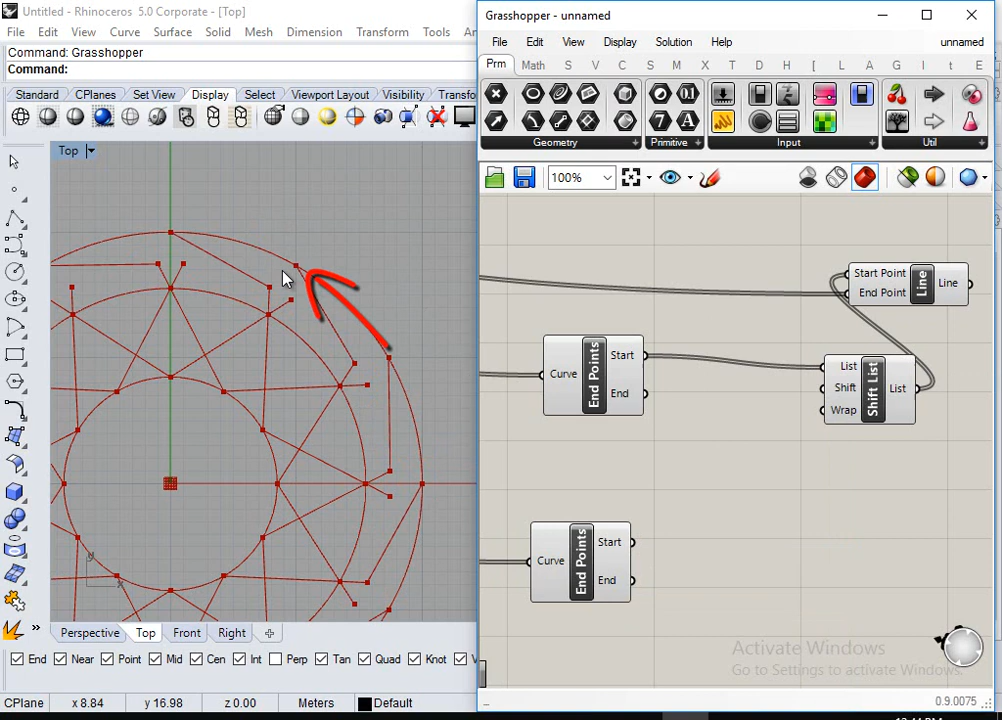 Untitled - Rhinoceros 5.0 Corporate - [Top]
File Edit View Curve Surface Solid Mesh Dimension Transform Tools
Command: Grasshopper
Command:
Standard CPlanes Set View Display Select Viewport Layout Visibility Transfo
Top
y
x
Perspective Top Front Right
End Near Point Mid Cen Int Perp Tan Quad Knot V
CPlane x 8.84 y 16.98 z 0.00 Meters Default
Grasshopper - unnamed
File Edit View Display Solution Help unnamed
Prm Math S V C S M X T D H [ L A G I t E
0.1
7 A
Geometry Primitive Input Util
100%
Start Point
End Point
Line
Line
Curve
End Points
Start
End
List
Shift
Wrap
Shift List
List
Curve
End Points
Start
End
Activate Windows
Go to Settings to activate Windows.
0.9.0075